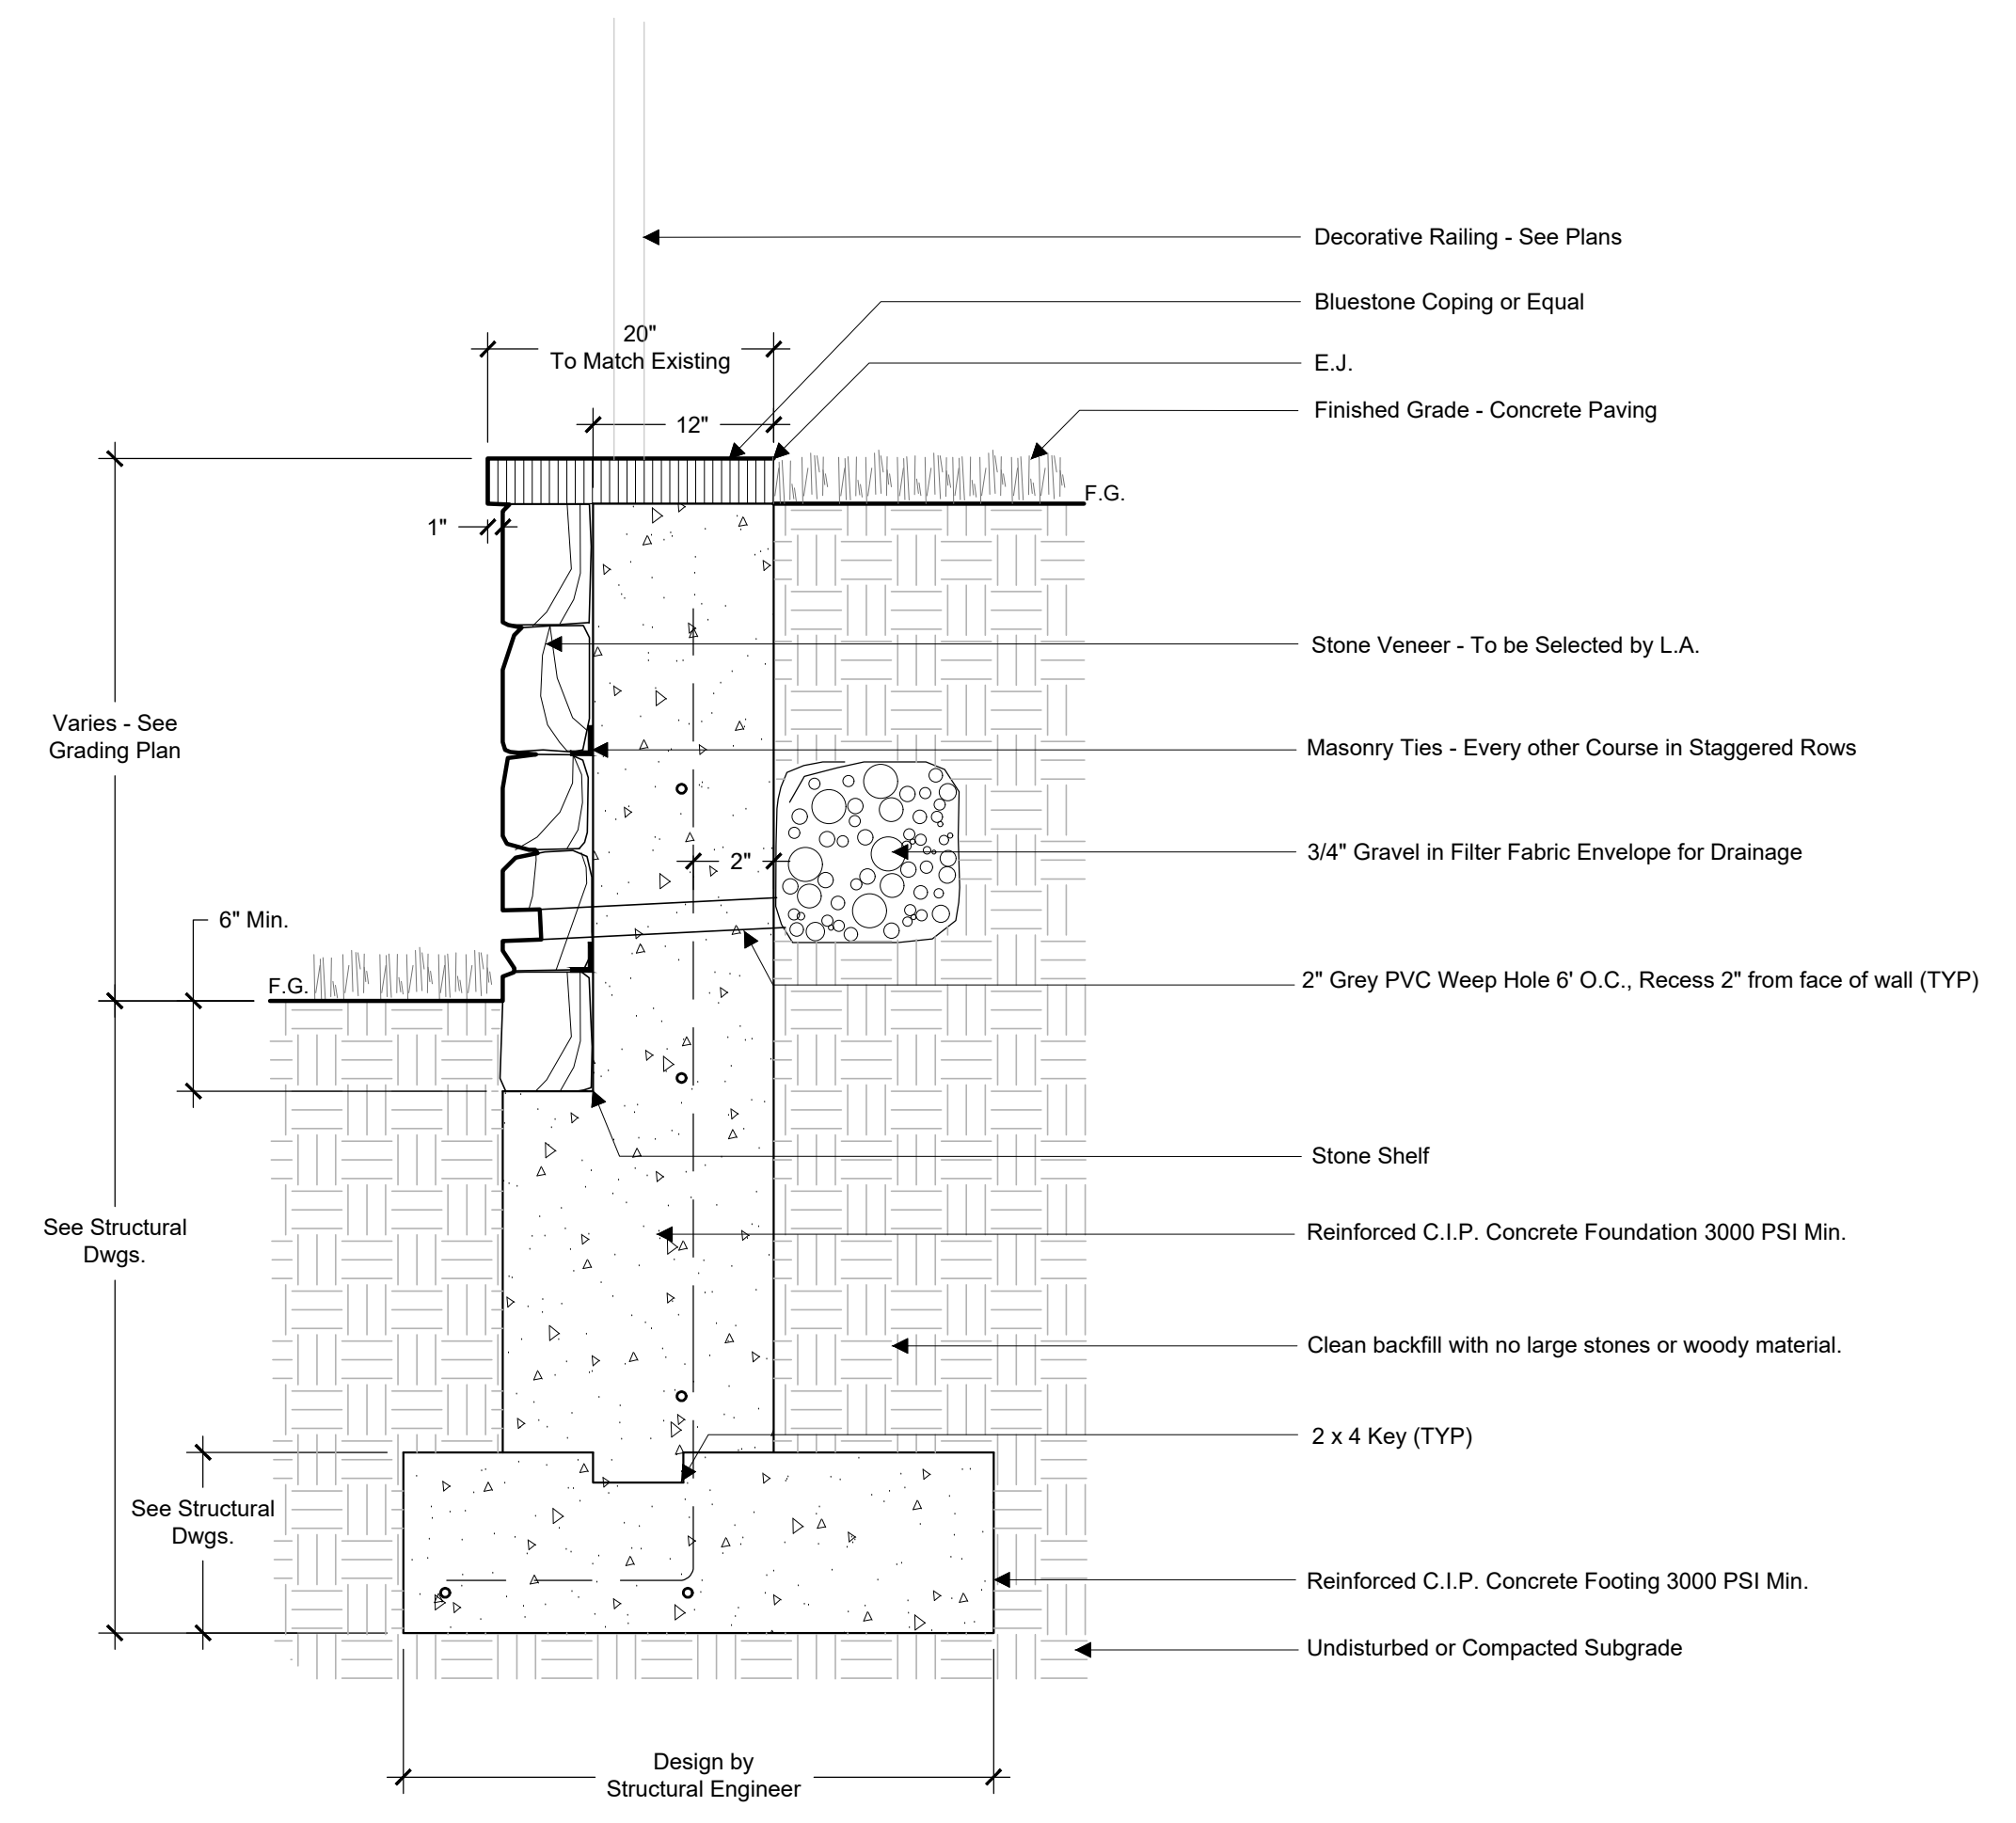 Decorative Railing - See Plans
Bluestone Coping or Equal
20"
To Match Existing
E.J.
Finished Grade - Concrete Paving
12"
F.G.
1"
Stone Veneer - To be Selected by L.A.
Varies - See
Grading Plan
Masonry Ties - Every other Course in Staggered Rows
2"
3/4" Gravel in Filter Fabric Envelope for Drainage
6" Min.
F.G.
2" Grey PVC Weep Hole 6' O.C., Recess 2" from face of wall (TYP)
Stone Shelf
See Structural
Dwgs.
Reinforced C.I.P. Concrete Foundation 3000 PSI Min.
Clean backfill with no large stones or woody material.
2 x 4 Key (TYP)
See Structural
Dwgs.
Reinforced C.I.P. Concrete Footing 3000 PSI Min.
Undisturbed or Compacted Subgrade
Design by
Structural Engineer